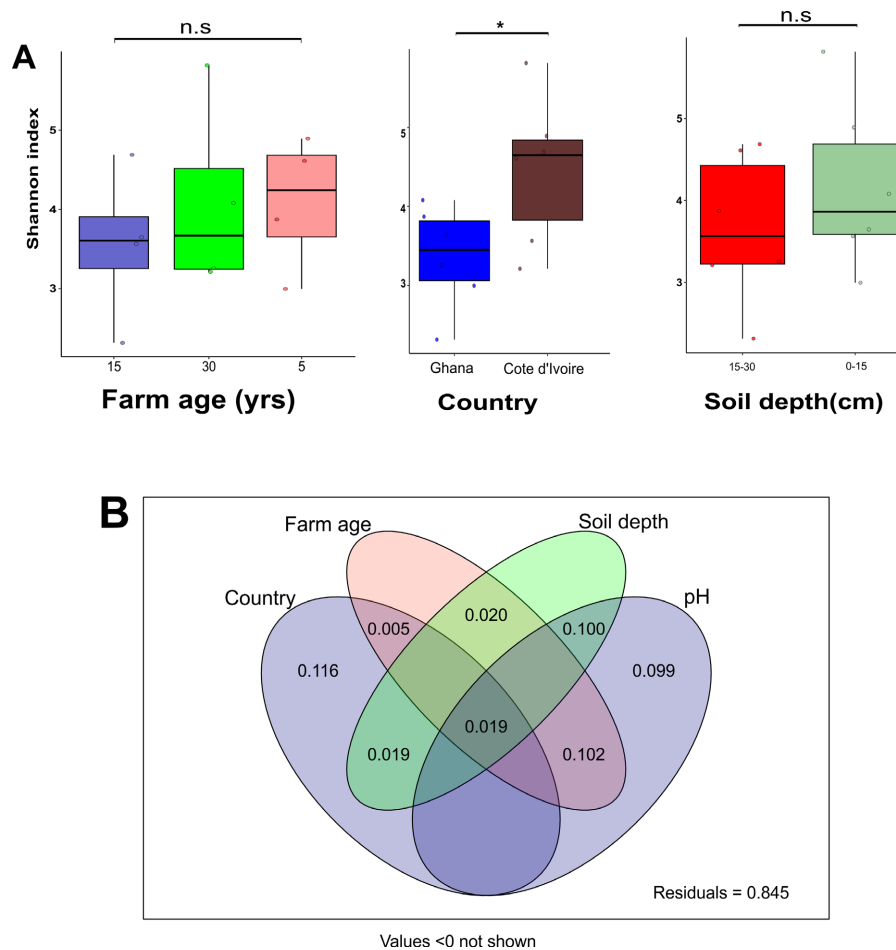 n.s
*
n.s
A
Shannon index
5
4
3
15
30
5
Farm age (yrs)
5
4
3
Ghana
Cote d'Ivoire
Country
5
4
3
15-30
0-15
Soil depth(cm)
B
Farm age
Soil depth
Country
pH
0.005
0.020
0.100
0.116
0.099
0.019
0.019
0.102
Residuals = 0.845
Values <0 not shown